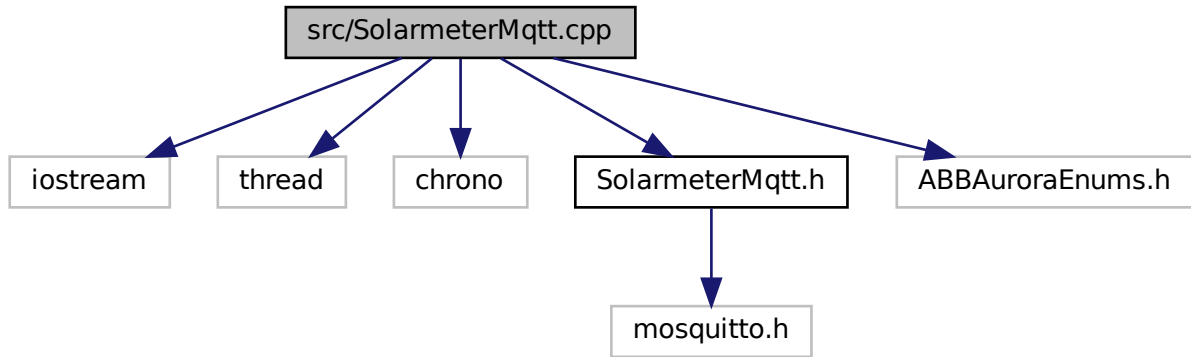 src/SolarmeterMqtt.cpp
iostream
thread
chrono
SolarmeterMqtt.h
ABBAuroraEnums.h
mosquitto.h